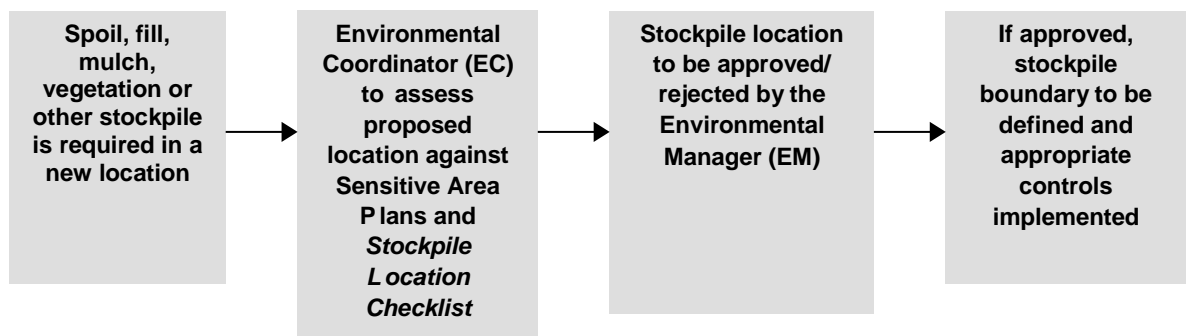 Spoil, fill,
mulch,
vegetation or
other stockpile
is required in a
new location
Environmental
Coordinator (EC)
to assess
proposed
location against
Sensitive Area
Plans and
Stockpile
Location
Checklist
Stockpile location
to be approved/
rejected by the
Environmental
Manager (EM)
If approved,
stockpile
boundary to be
defined and
appropriate
controls
implemented